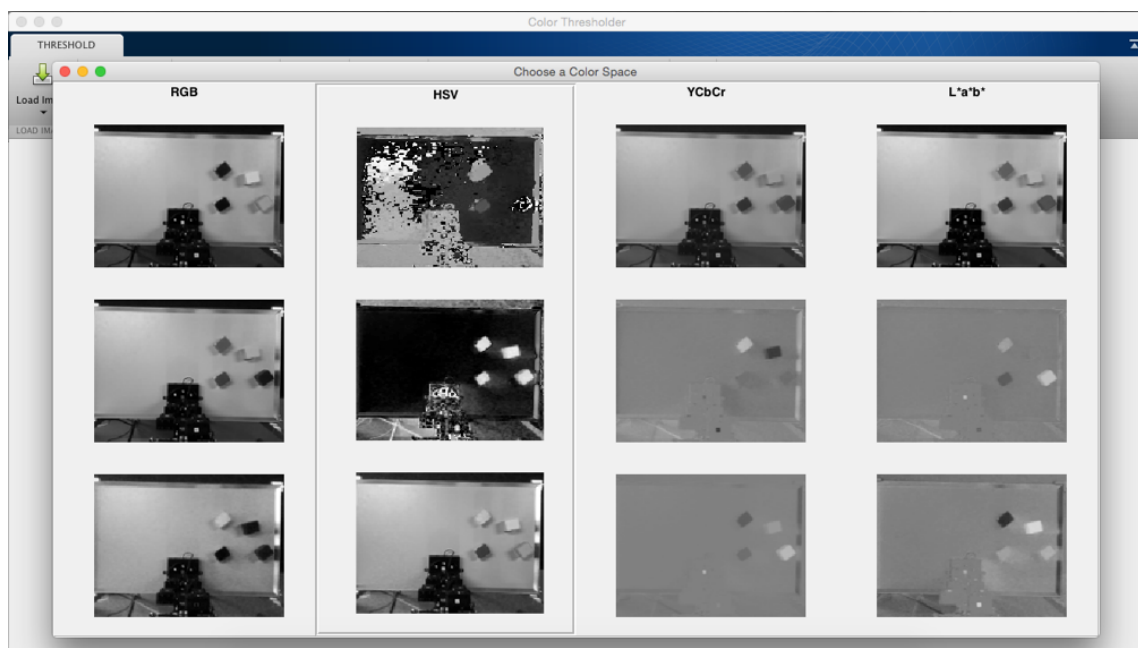 Color Thresholder
THRESHOLD
Choose a Color Space
Load Im
LOAD IMA
RGB
HSV
YCbCr
L*a*b*